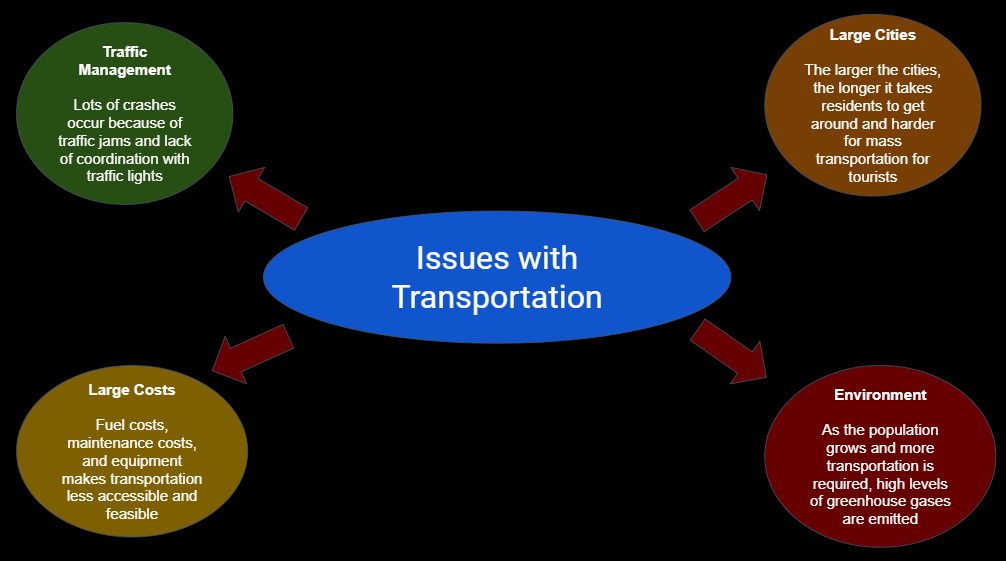 Traffic
Management
Lots of crashes
occur because of
traffic jams and lack
of coordination with
traffic lights
Large Cities
The larger the cities,
the longer it takes
residents to get
around and harder
for mass
transportation for
tourists
Issues with
Transportation
Large Costs
Fuel costs,
maintenance costs,
and equipment
makes transportation
less accessible and
feasible
Environment
As the population
grows and more
transportation is
required, high levels
of greenhouse gases
are emitted